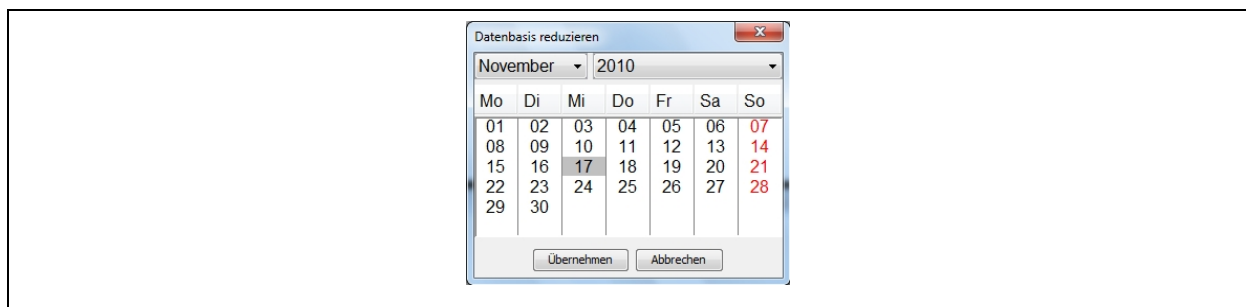 Datenbasis reduzieren
November 2010
Mo Di Mi Do Fr Sa So
01 02 03 04 05 06 07
08 09 10 11 12 13 14
15 16 17 18 19 20 21
22 23 24 25 26 27 28
29 30
Übernehmen Abbrechen